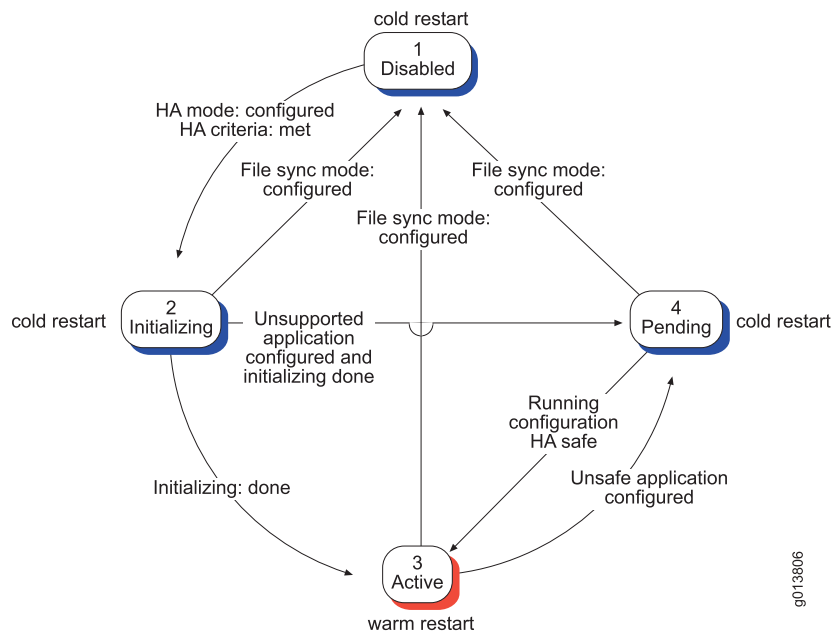 cold restart
1
Disabled
HA mode: configured
HA criteria: met
File sync mode:
configured
File sync mode:
configured
File sync mode:
configured
2
Initializing
cold restart
Unsupported
application
configured and
initializing done
4
Pending
cold restart
Running
configuration
HA safe
Unsafe application
configured
Initializing: done
3
Active
warm restart
g013806